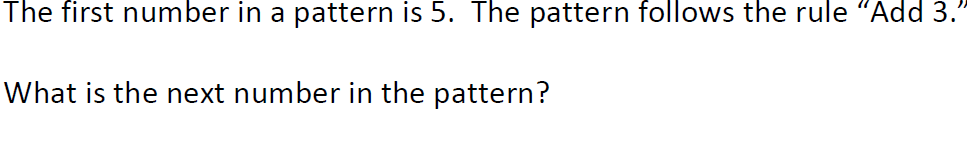 The first number in a pattern is 5.  The pattern follows the rule “Add 3.”
What is the next number in the pattern?